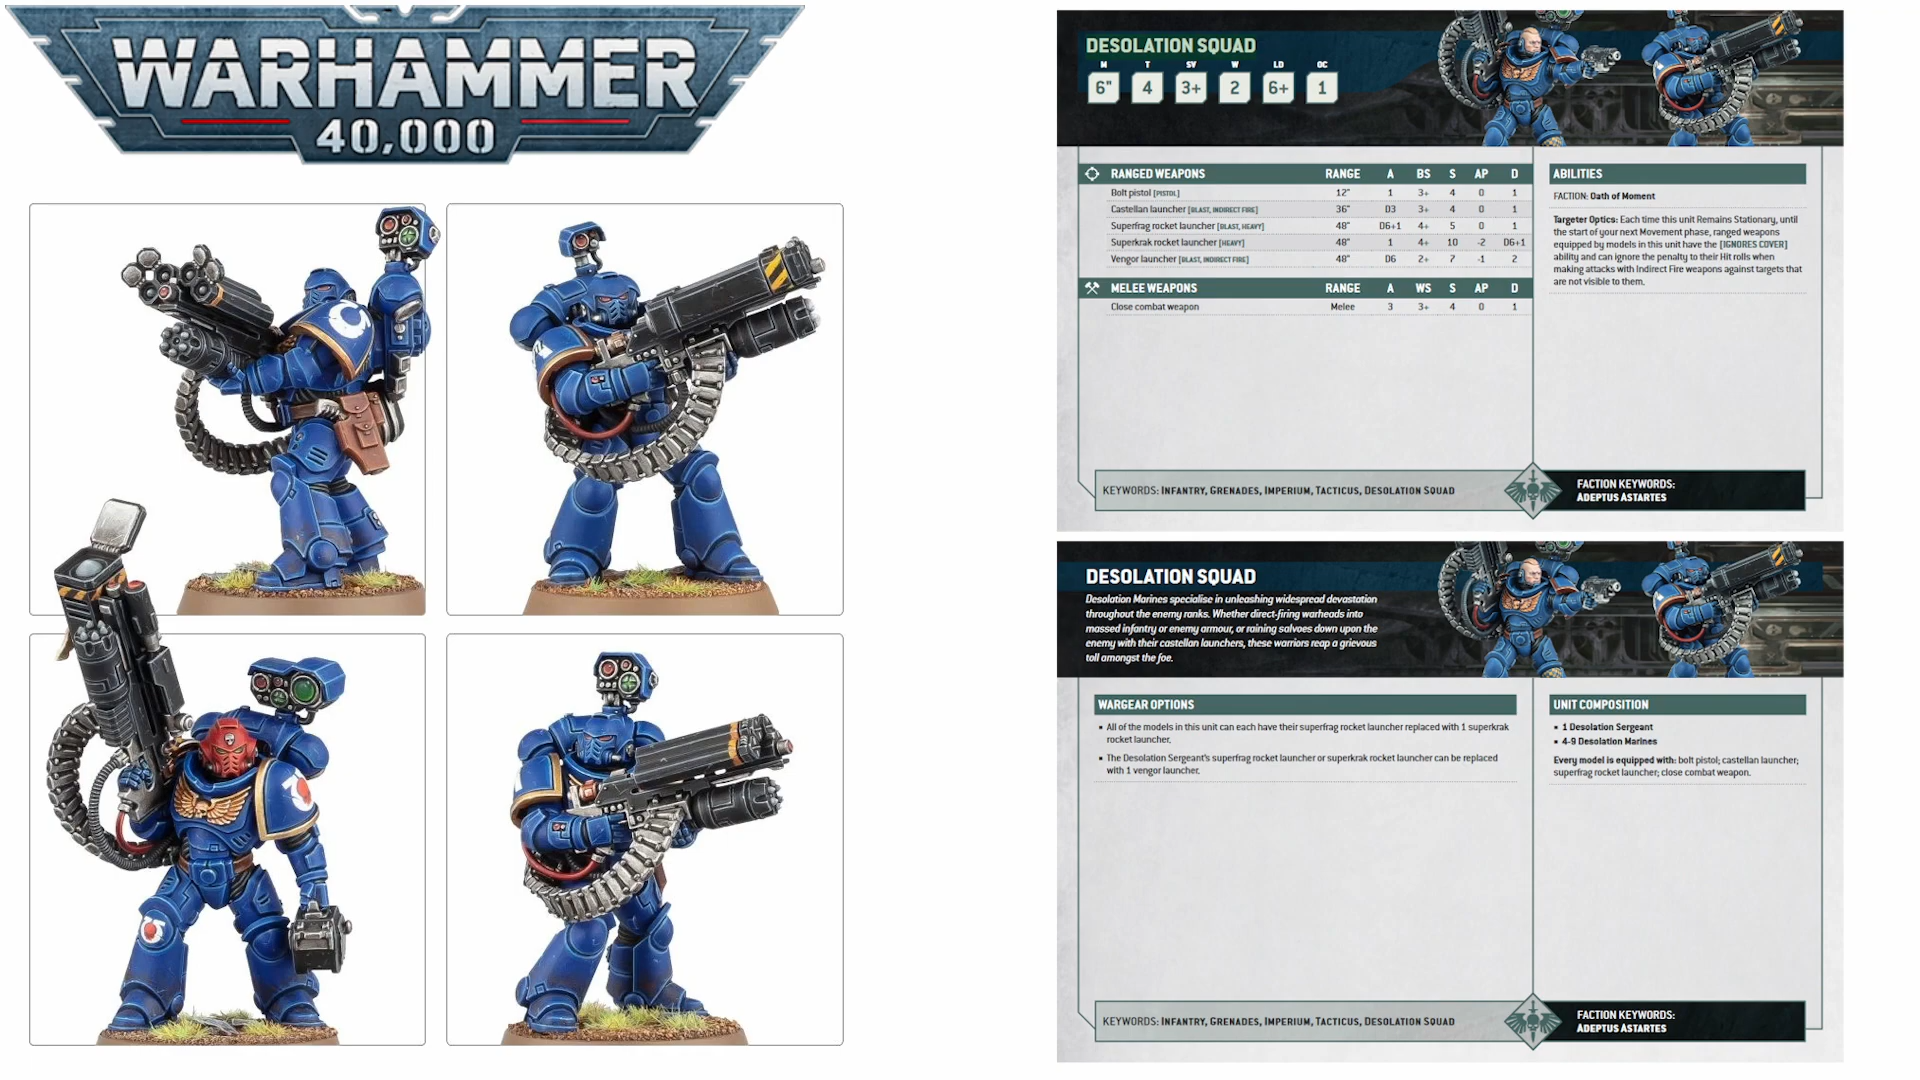 WARHAMMER
40,000
DESOLATION SQUAD
M T SV W LD OC
6" 4 3+ 2 6+ 1
RANGED WEAPONS RANGE A BS S AP D
Bolt pistol [PISTOL] 12" 1 3+ 4 0 1
Castellan launcher [BLAST, INDIRECT FIRE] 36" D3 3+ 4 0 1
Superfrag rocket launcher [BLAST, HEAVY] 48" D6+1 4+ 5 0 1
Superkrak rocket launcher [HEAVY] 48" 1 4+ 10 -2 D6+1
Vengor launcher [BLAST, INDIRECT FIRE] 48" D6 2+ 7 -1 2
MELEE WEAPONS RANGE A WS S AP D
Close combat weapon Melee 3 3+ 4 0 1
ABILITIES
FACTION: Oath of Moment
Targeter Optics: Each time this unit Remains Stationary, until
the start of your next Movement phase, ranged weapons
equipped by models in this unit have the [IGNORES COVER]
ability and can ignore the penalty to their Hit rolls when
making attacks with Indirect Fire weapons against targets that
are not visible to them.
KEYWORDS: INFANTRY, GRENADES, IMPERIUM, TACTICUS, DESOLATION SQUAD
FACTION KEYWORDS:
ADEPTUS ASTARTES
DESOLATION SQUAD
Desolation Marines specialise in unleashing widespread devastation
throughout the enemy ranks. Whether direct-firing warheads into
massed infantry or enemy armour, or raining salvoes down upon the
enemy with their castellan launchers, these warriors reap a grievous
toll amongst the foe.
WARGEAR OPTIONS
▪ All of the models in this unit can each have their superfrag rocket launcher replaced with 1 superkrak
rocket launcher.
▪ The Desolation Sergeant's superfrag rocket launcher or superkrak rocket launcher can be replaced
with 1 vengor launcher.
UNIT COMPOSITION
▪ 1 Desolation Sergeant
▪ 4-9 Desolation Marines
Every model is equipped with: bolt pistol; castellan launcher;
superfrag rocket launcher; close combat weapon.
KEYWORDS: INFANTRY, GRENADES, IMPERIUM, TACTICUS, DESOLATION SQUAD
FACTION KEYWORDS:
ADEPTUS ASTARTES